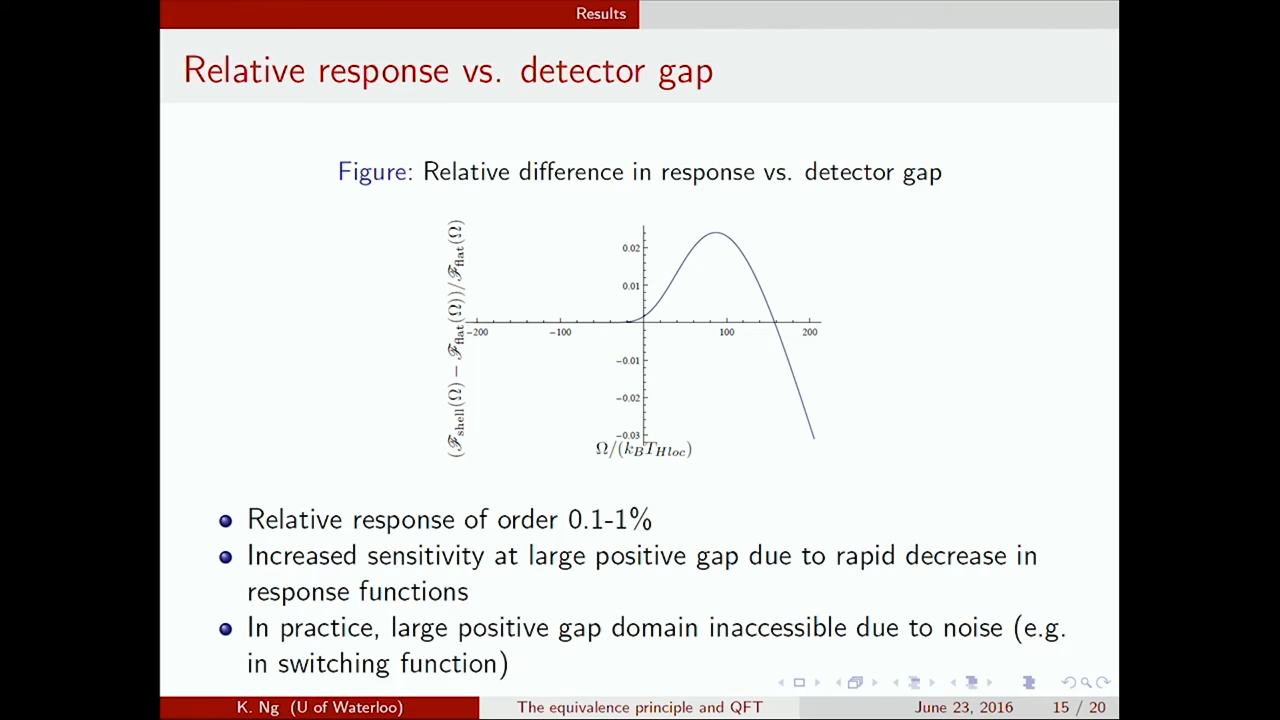 Results
Relative response vs. detector gap
Figure: Relative difference in response vs. detector gap
(ℱshell(Ω) − ℱflat(Ω))/ℱflat(Ω)
0.02
0.01
−200
−100
100
200
−0.01
−0.02
−0.03
Ω/(kBTHloc)
Relative response of order 0.1-1%
Increased sensitivity at large positive gap due to rapid decrease in
response functions
In practice, large positive gap domain inaccessible due to noise (e.g.
in switching function)
K. Ng (U of Waterloo)
The equivalence principle and QFT
June 23, 2016
15 / 20